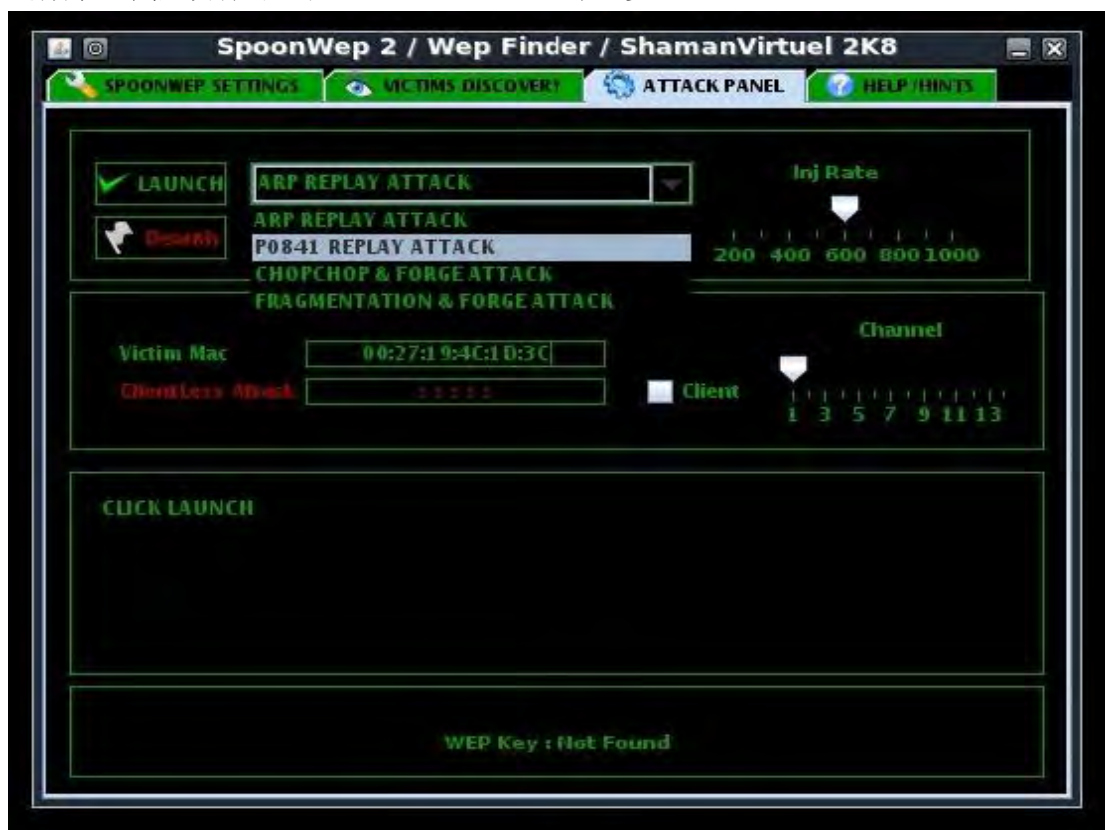 SpoonWep 2 / Wep Finder / ShamanVirtuel 2K8
SPOONWEP SETTINGS VICTIMS DISCOVERY ATTACK PANEL HELP /HINTS
LAUNCH ARP REPLAY ATTACK Inj Rate
ARP REPLAY ATTACK
Deauth P0841 REPLAY ATTACK 200 400 600 800 1000
CHOPCHOP & FORGE ATTACK
FRAGMENTATION & FORGE ATTACK
Channel
Victim Mac 00:27:19:4C:1D:3C
ClientLess Attack : : : : : Client 1 3 5 7 9 11 13
CLICK LAUNCH
WEP Key : Not Found